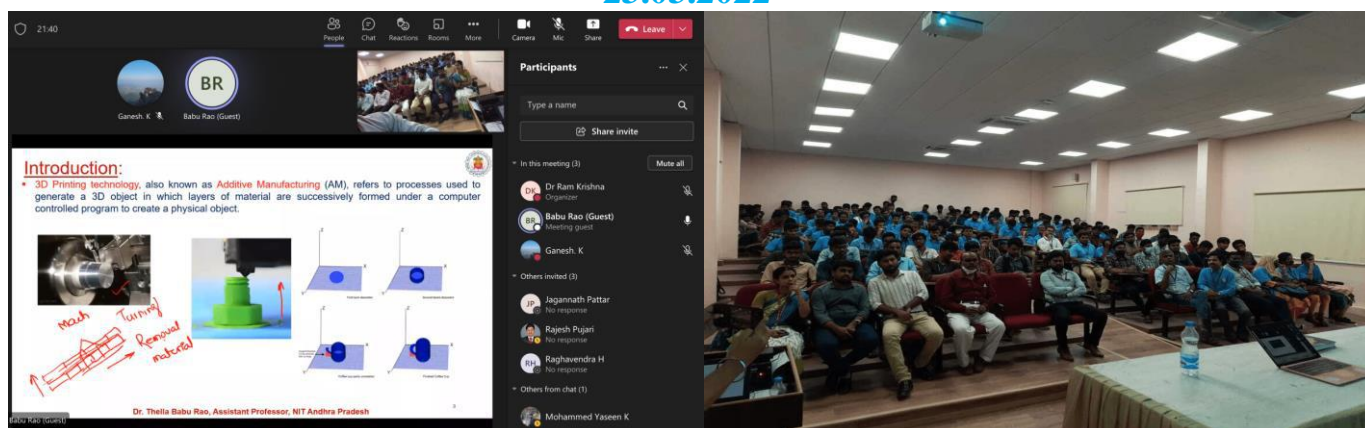 23.03.2022
21:40
People
Chat
Reactions
Rooms
More
Camera
Mic
Share
Leave
BR
Ganesh. K
Babu Rao (Guest)
Participants
Type a name
Share invite
In this meeting (3)
Mute all
DK
Dr Ram Krishna
Organizer
BR
Babu Rao (Guest)
Meeting guest
Ganesh. K
Others invited (3)
JP
Jagannath Pattar
No response
Rajesh Pujari
No response
RH
Raghavendra H
No response
Others from chat (1)
Mohammed Yaseen K
Introduction:
3D Printing technology, also known as Additive Manufacturing (AM), refers to processes used to
generate a 3D object in which layers of material are successively formed under a computer
controlled program to create a physical object.
Mach
Turning
Removal
material
Dr. Thella Babu Rao, Assistant Professor, NIT Andhra Pradesh
Babu Rao (Guest)